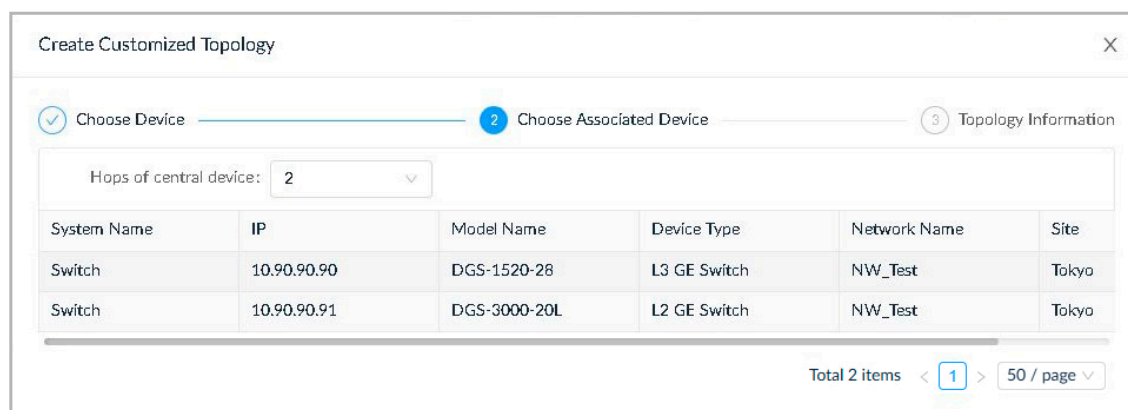 Create Customized Topology
Choose Device 2 Choose Associated Device 3 Topology Information
Hops of central device: 2
System Name IP Model Name Device Type Network Name Site
Switch 10.90.90.90 DGS-1520-28 L3 GE Switch NW_Test Tokyo
Switch 10.90.90.91 DGS-3000-20L L2 GE Switch NW_Test Tokyo
Total 2 items < 1 > 50 / page